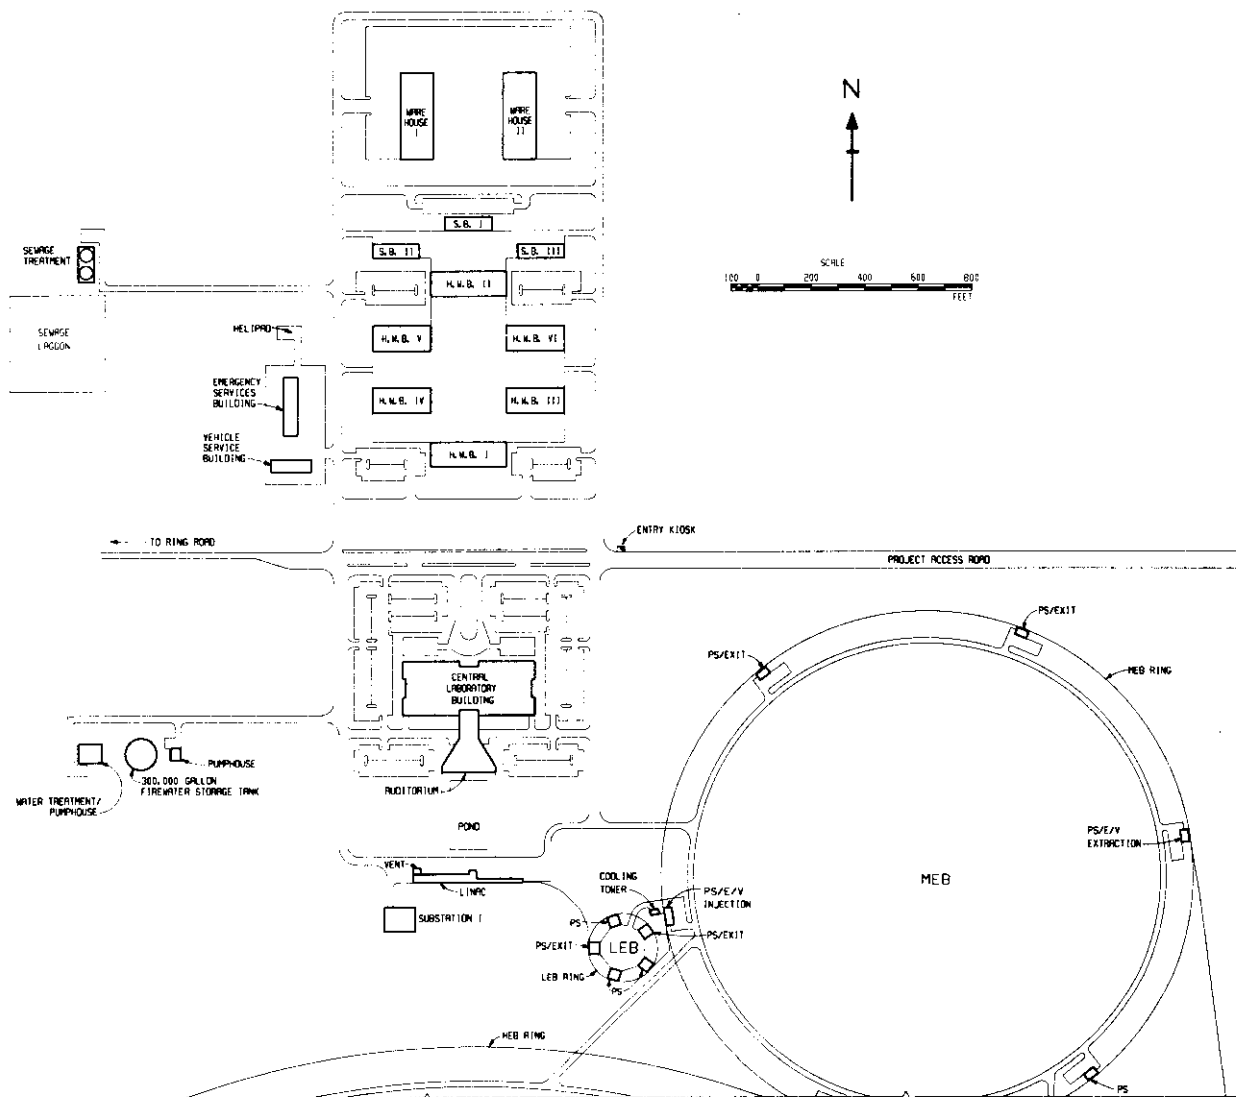 N
WARE
HOUSE
I
WARE
HOUSE
II
S.B. I
S.B. II
S.B. III
SEWAGE
TREATMENT
SCALE
100 0 200 400 600 800
FEET
H.W.B. II
SEWAGE
LAGOON
HELIPAD
H.W.B. V
H.W.B. VI
EMERGENCY
SERVICES
BUILDING
H.W.B. IV
H.W.B. III
VEHICLE
SERVICE
BUILDING
H.W.B. I
TO RING ROAD
ENTRY KIOSK
PROJECT ACCESS ROAD
PS/EXIT
PS/EXIT
MEB RING
CENTRAL
LABORATORY
BUILDING
PUMPHOUSE
300,000 GALLON
FIREWATER STORAGE TANK
WATER TREATMENT/
PUMPHOUSE
AUDITORIUM
POND
PS/E/V
EXTRACTION
VENT
LINAC
COOLING
TOWER
PS/E/V
INJECTION
MEB
SUBSTATION I
PS
PS/EXIT
PS/EXIT
LEB
LEB RING
PS
HEB RING
PS